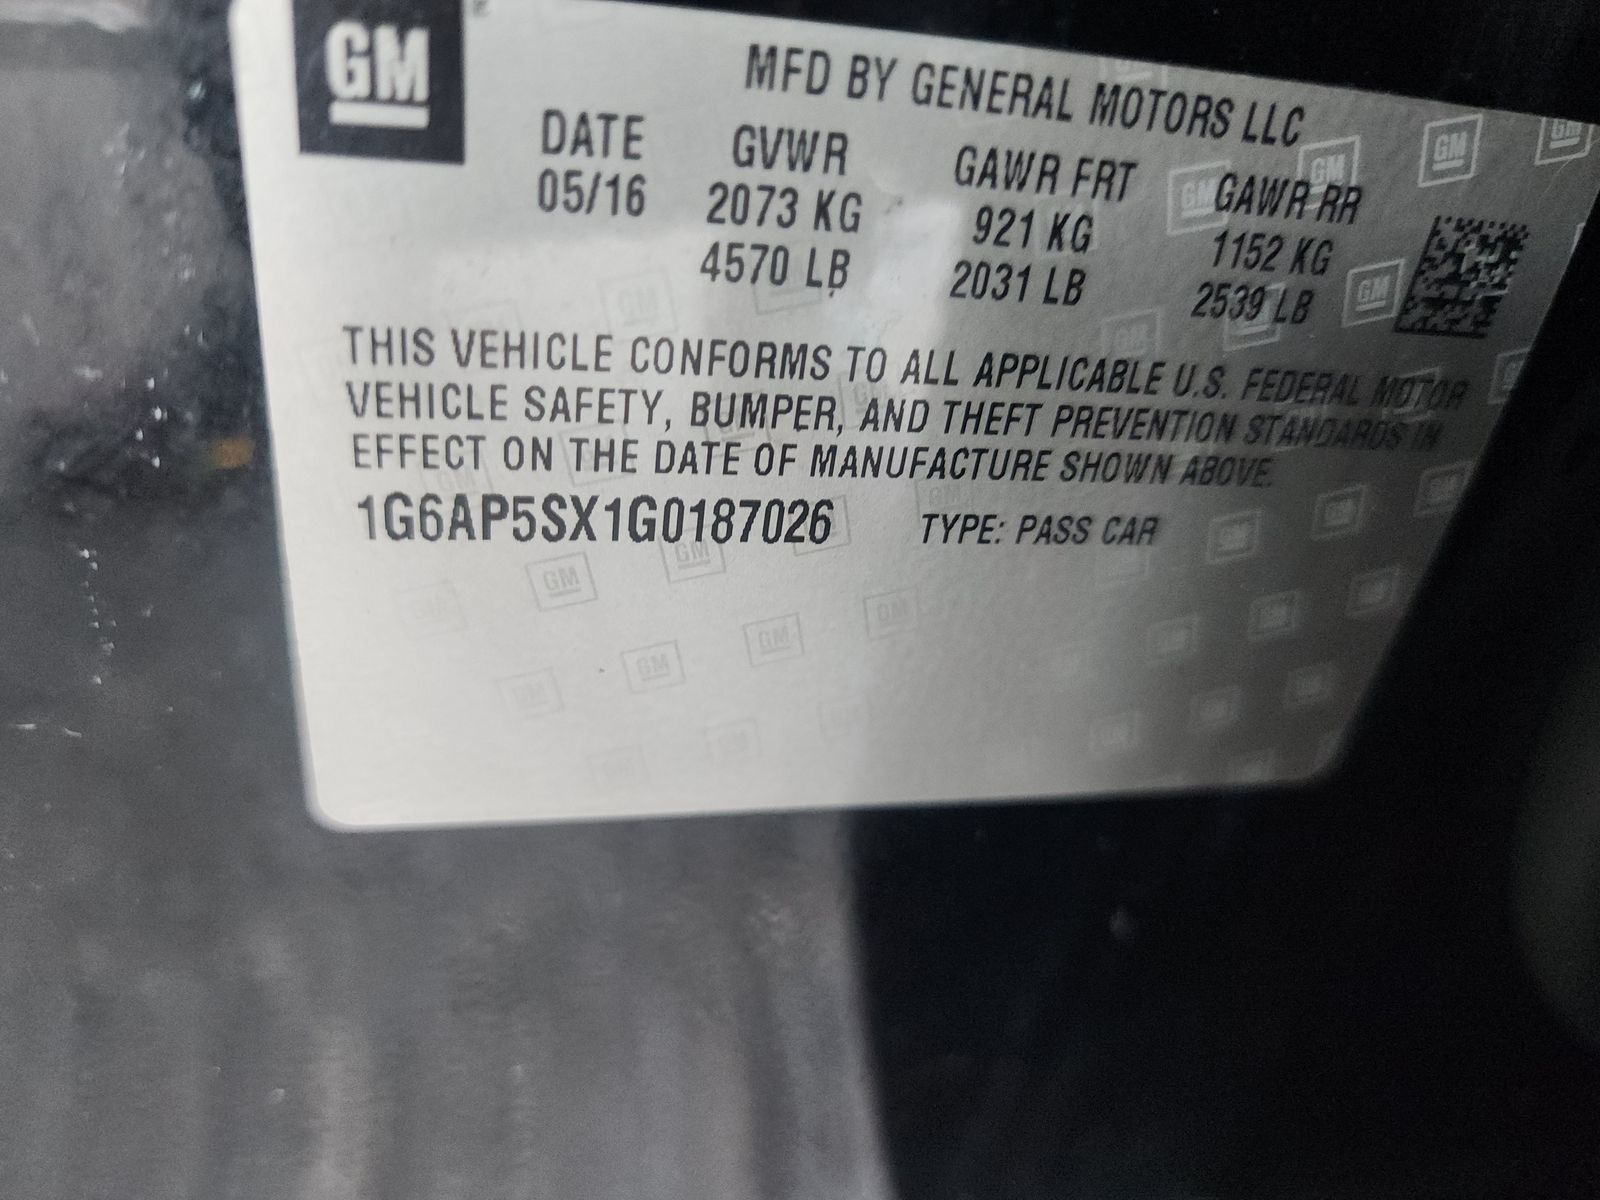 GM
MFD BY GENERAL MOTORS LLC
DATE GVWR GAWR FRT GAWR RR
05/16 2073 KG 921 KG 1152 KG
4570 LB 2031 LB 2539 LB
THIS VEHICLE CONFORMS TO ALL APPLICABLE U.S. FEDERAL MOTOR
VEHICLE SAFETY, BUMPER, AND THEFT PREVENTION STANDARDS IN
EFFECT ON THE DATE OF MANUFACTURE SHOWN ABOVE.
1G6AP5SX1G0187026 TYPE: PASS CAR